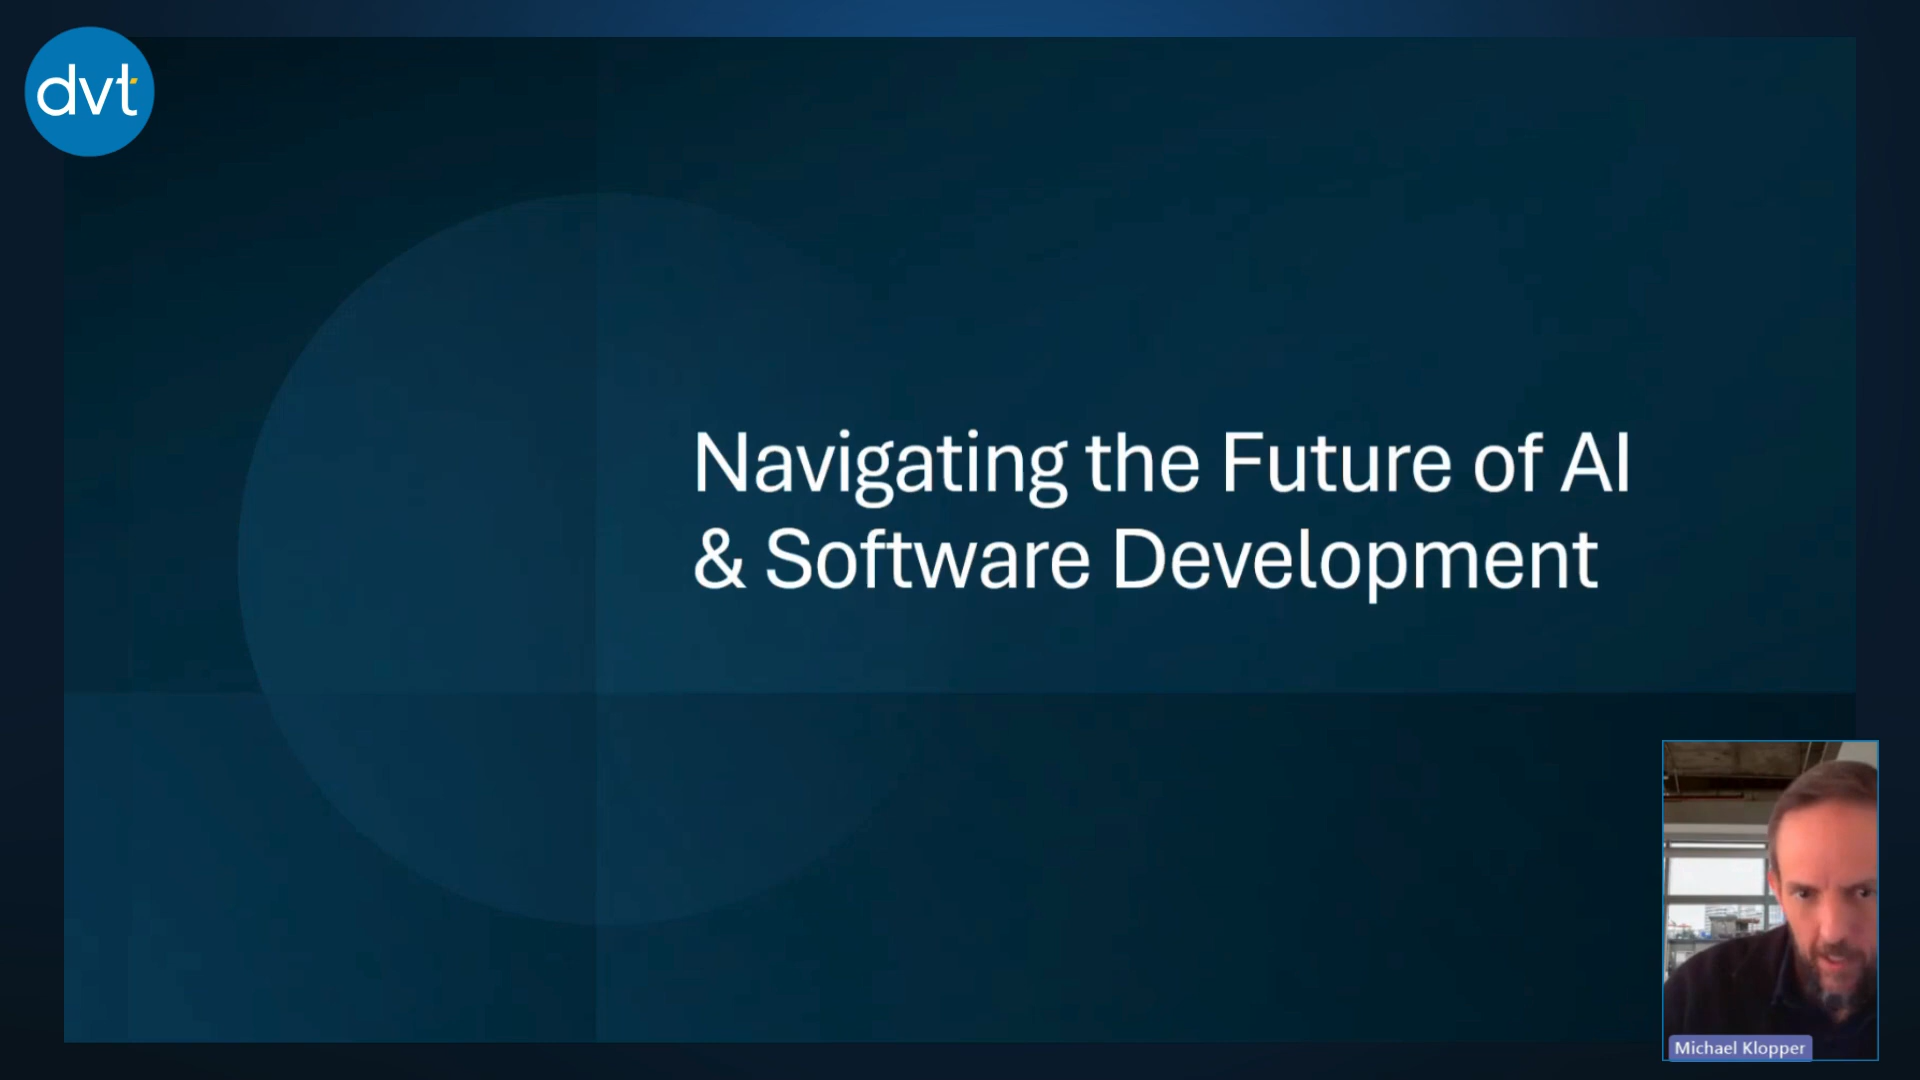 dvt
Navigating the Future of AI
& Software Development
Michael Klopper